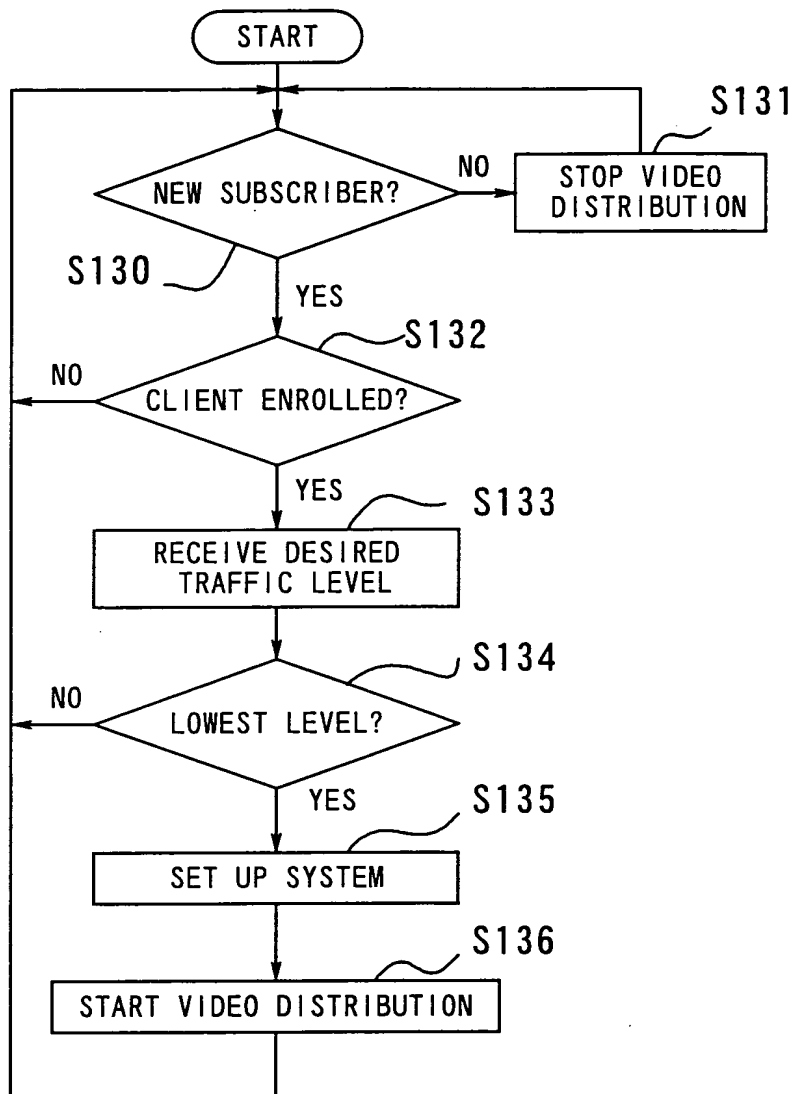 START
S131
NEW SUBSCRIBER?
NO
STOP VIDEO
DISTRIBUTION
S130
YES
S132
NO
CLIENT ENROLLED?
YES
S133
RECEIVE DESIRED
TRAFFIC LEVEL
S134
NO
LOWEST LEVEL?
YES
S135
SET UP SYSTEM
S136
START VIDEO DISTRIBUTION